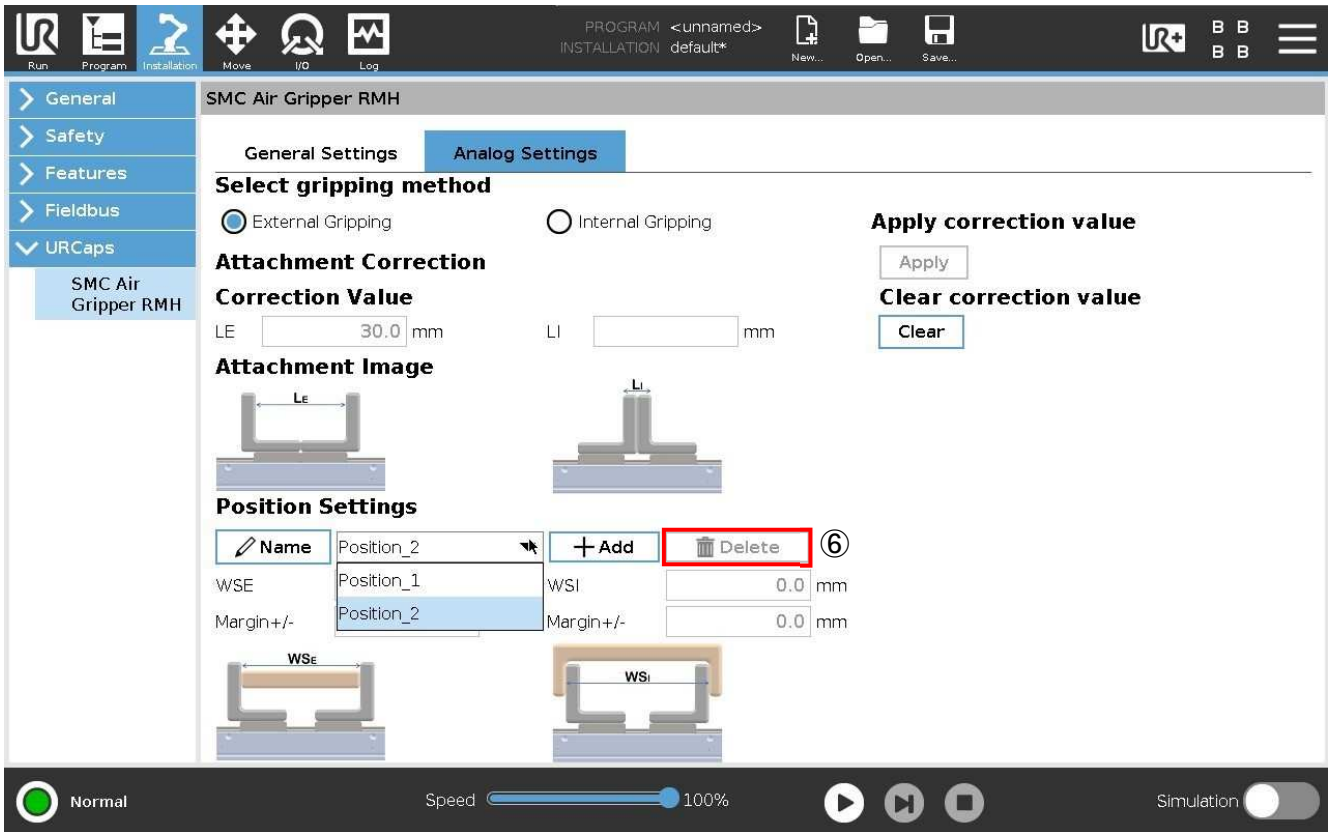 PROGRAM <unnamed>
INSTALLATION default*
UR
Run
Program
Installation
Move
I/O
Log
New...
Open...
Save...
UR+
B B
B B
General
Safety
Features
Fieldbus
URCaps
SMC Air
Gripper RMH
SMC Air Gripper RMH
General Settings
Analog Settings
Select gripping method
External Gripping
Internal Gripping
Apply correction value
Attachment Correction
Apply
Correction Value
Clear correction value
LE 30.0 mm
LI mm
Clear
Attachment Image
LE
LI
Position Settings
Name
Position_2
+ Add
Delete
⑥
WSE
Position_1
WSI
0.0 mm
Margin+/-
Position_2
Margin+/-
0.0 mm
WSE
WSI
Normal
Speed
100%
Simulation